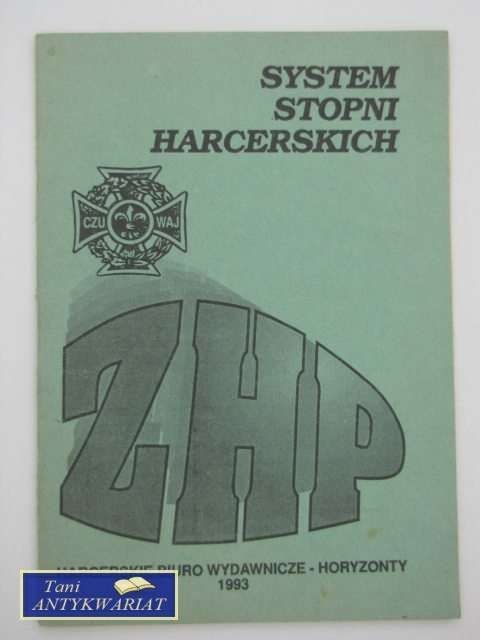 SYSTEM
STOPNI
HARCERSKICH
CZU WAJ
ZHP
HARCERSKIE BIURO WYDAWNICZE - HORYZONTY
1993
Tani
ANTYKWARIAT